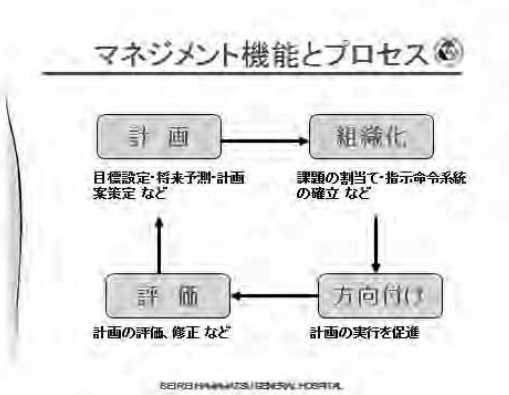 マネジメント機能とプロセス
計 画
組織化
目標設定・将来予測・計画
案策定 など
課題の割当て・指示命令系統
の確立 など
評 価
方向付け
計画の評価、修正 など
計画の実行を促進
SEIREI HAMAMATSU GENERAL HOSPITAL